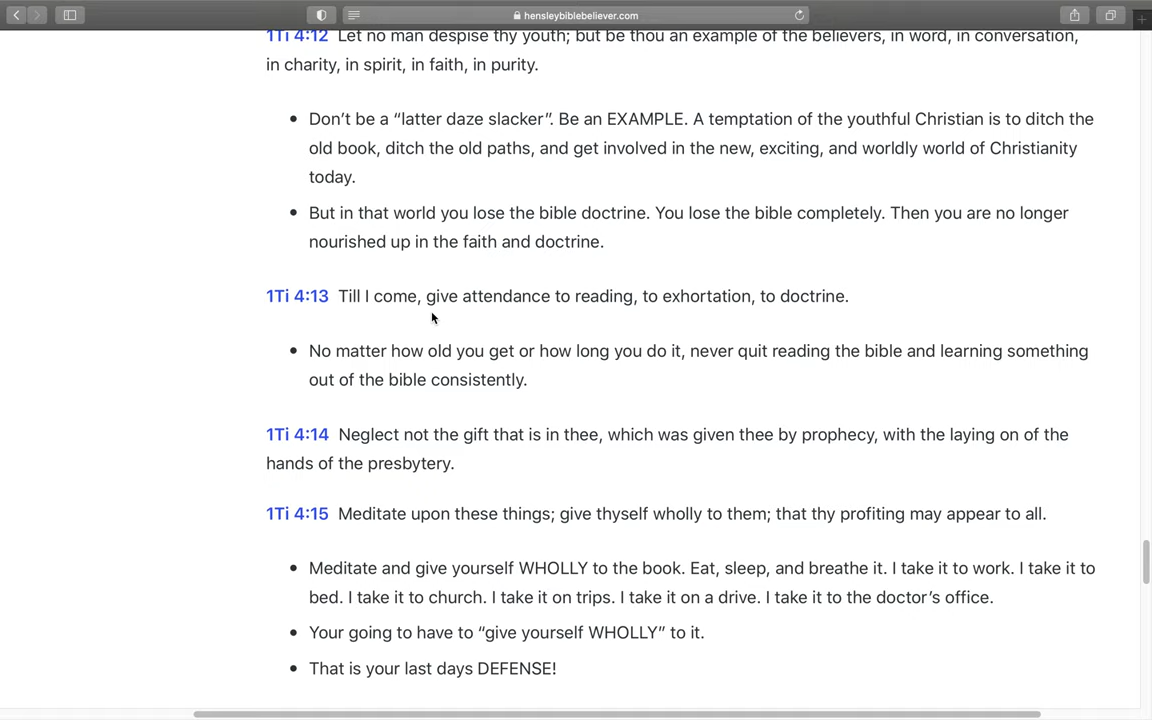 hensleybiblebeliever.com
1Ti 4:12 Let no man despise thy youth; but be thou an example of the believers, in word, in conversation,
in charity, in spirit, in faith, in purity.
• Don’t be a “latter daze slacker”. Be an EXAMPLE. A temptation of the youthful Christian is to ditch the
old book, ditch the old paths, and get involved in the new, exciting, and worldly world of Christianity
today.
• But in that world you lose the bible doctrine. You lose the bible completely. Then you are no longer
nourished up in the faith and doctrine.
1Ti 4:13 Till I come, give attendance to reading, to exhortation, to doctrine.
• No matter how old you get or how long you do it, never quit reading the bible and learning something
out of the bible consistently.
1Ti 4:14 Neglect not the gift that is in thee, which was given thee by prophecy, with the laying on of the
hands of the presbytery.
1Ti 4:15 Meditate upon these things; give thyself wholly to them; that thy profiting may appear to all.
• Meditate and give yourself WHOLLY to the book. Eat, sleep, and breathe it. I take it to work. I take it to
bed. I take it to church. I take it on trips. I take it on a drive. I take it to the doctor’s office.
• Your going to have to “give yourself WHOLLY” to it.
• That is your last days DEFENSE!